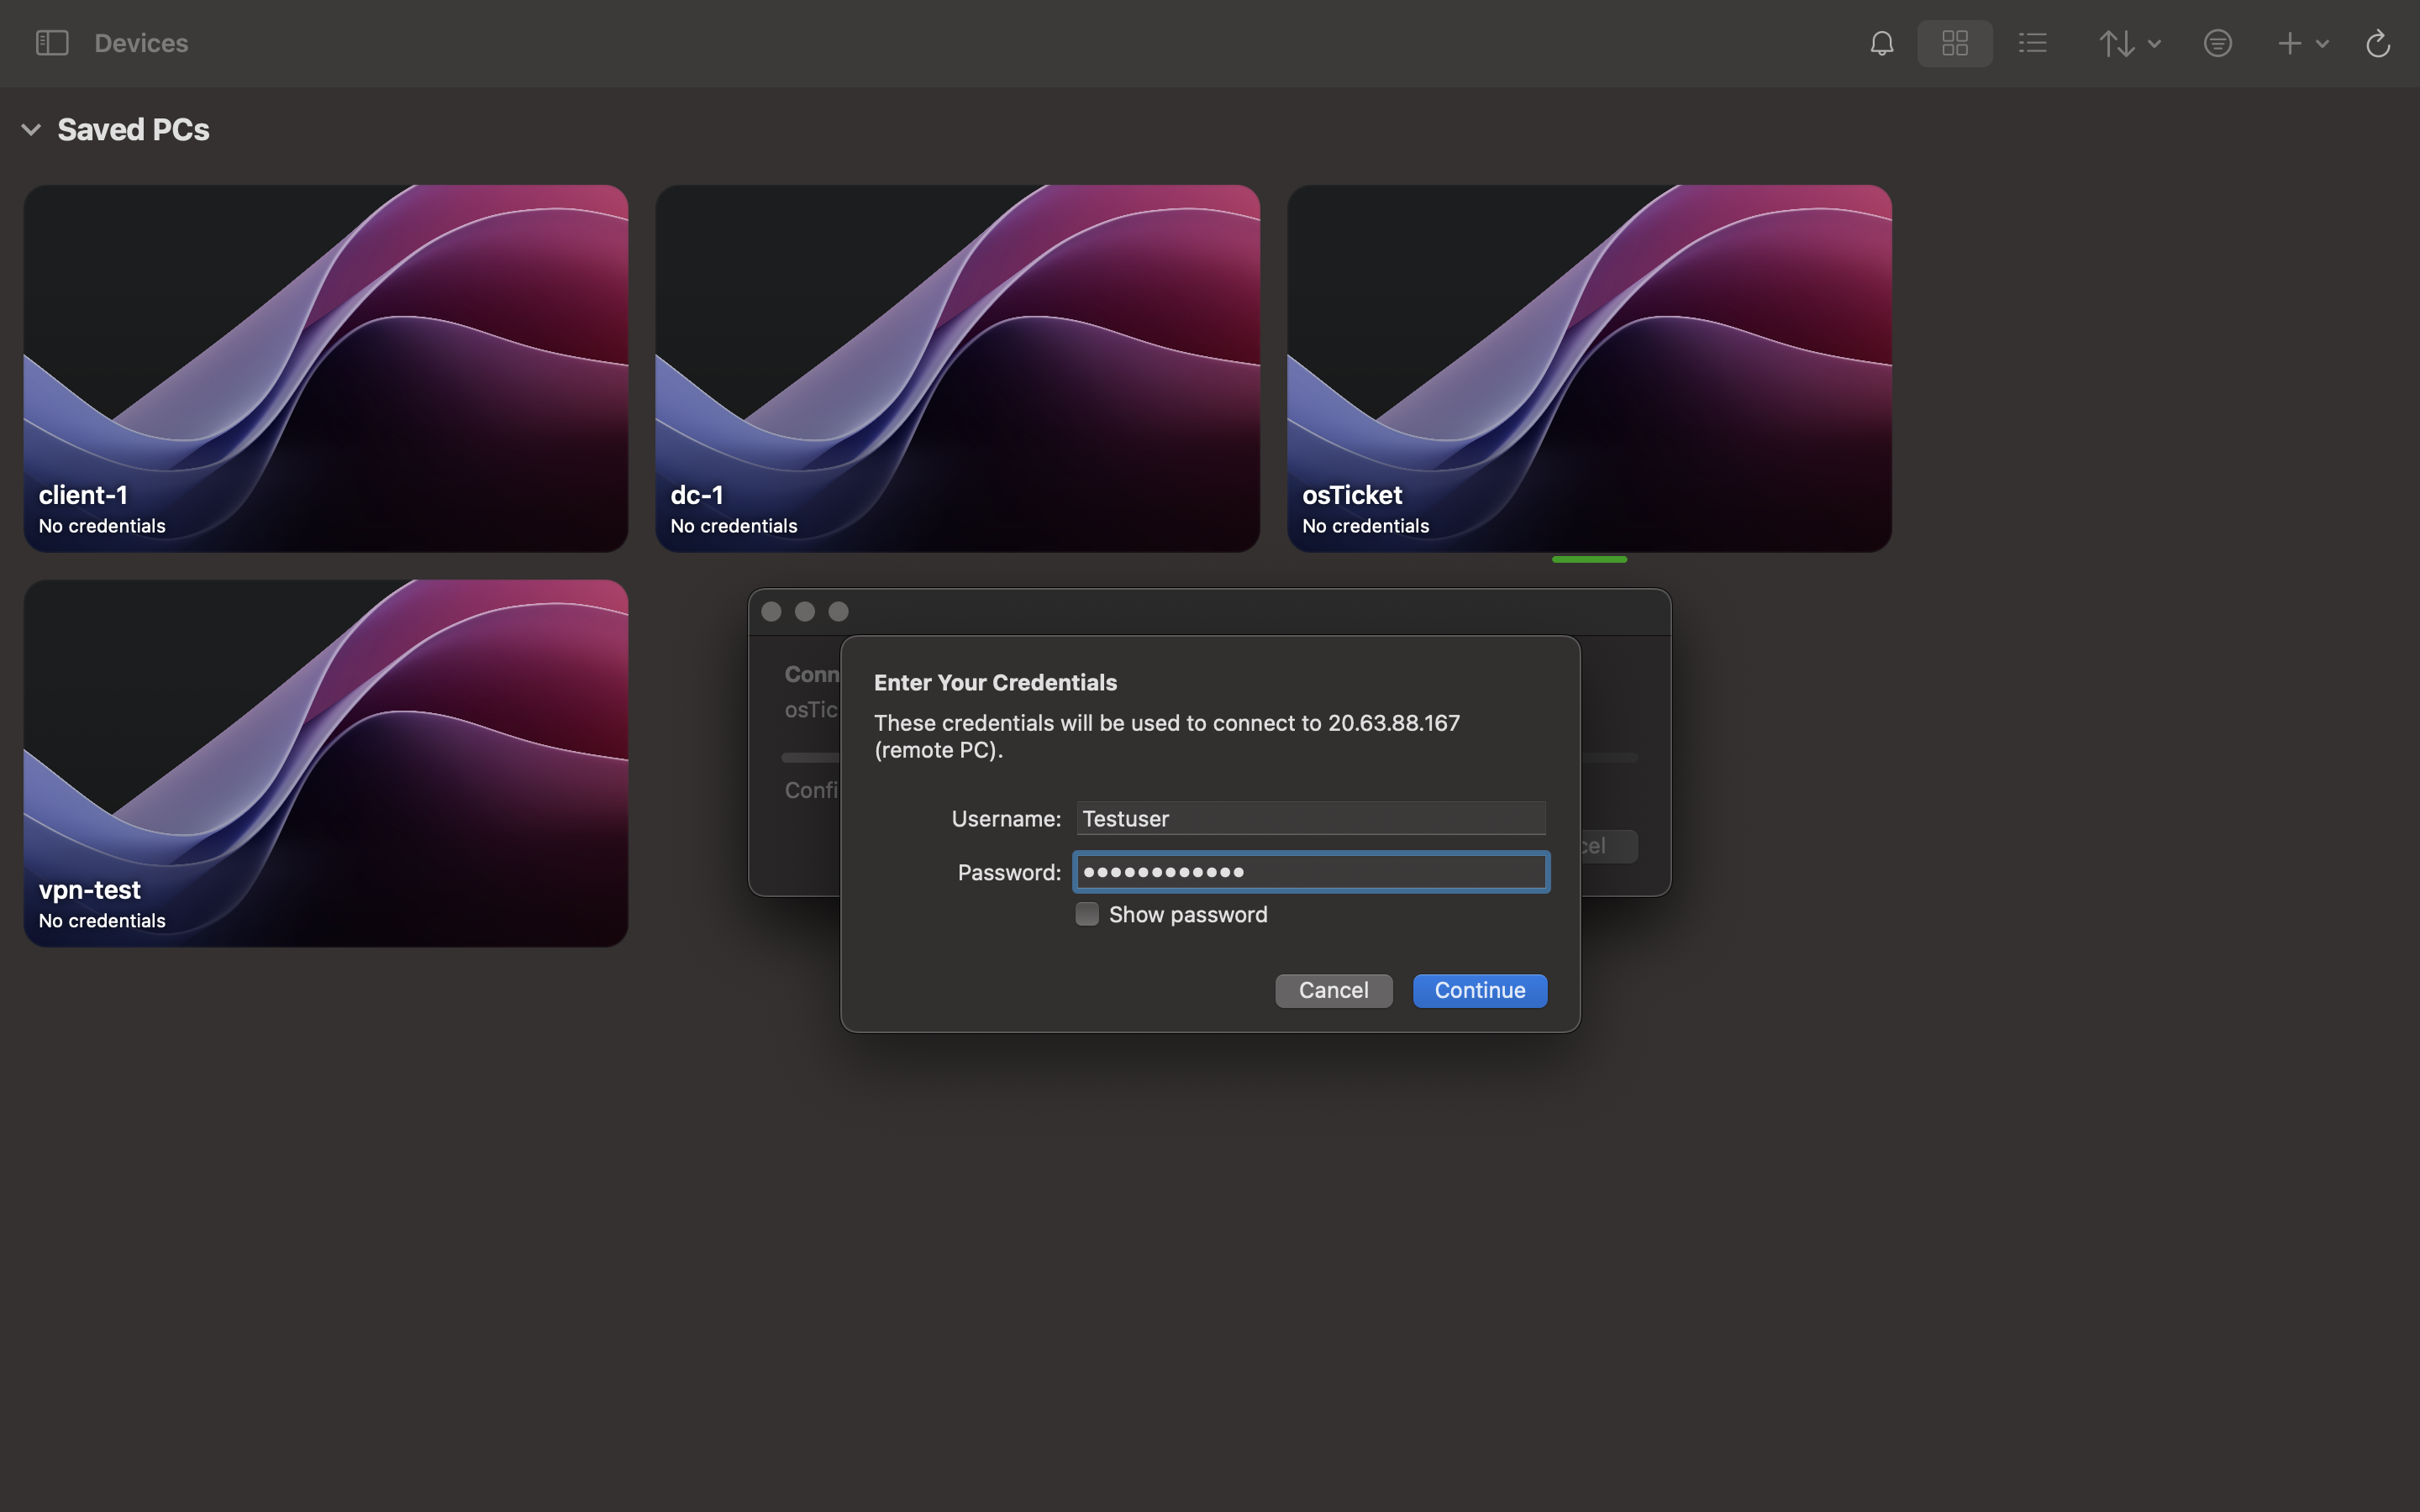 Devices
Saved PCs
client-1
No credentials
dc-1
No credentials
osTicket
No credentials
vpn-test
No credentials
Conn
osTic
Confi
cel
Enter Your Credentials
These credentials will be used to connect to 20.63.88.167
(remote PC).
Username: Testuser
Password: ••••••••••••
Show password
Cancel Continue